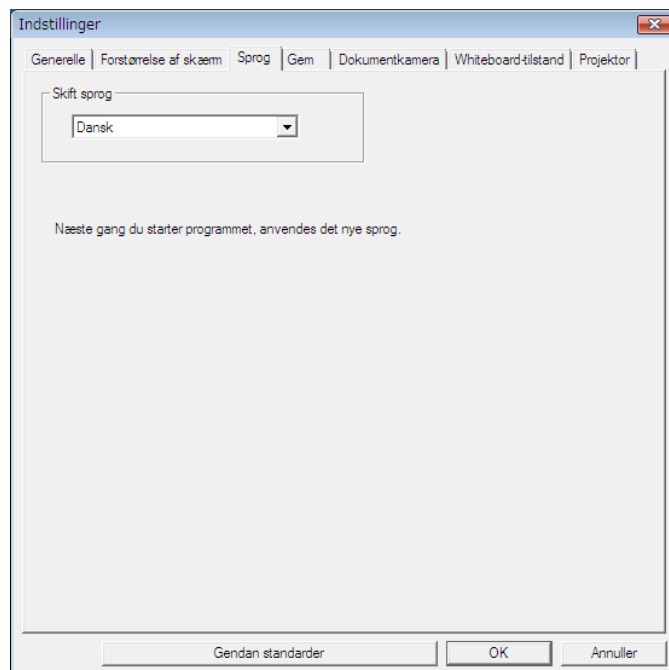 Indstillinger
Generelle Forstørrelse af skærm Sprog Gem Dokumentkamera Whiteboard-tilstand Projektor
Skift sprog
Dansk
Næste gang du starter programmet, anvendes det nye sprog.
Gendan standarder OK Annuller